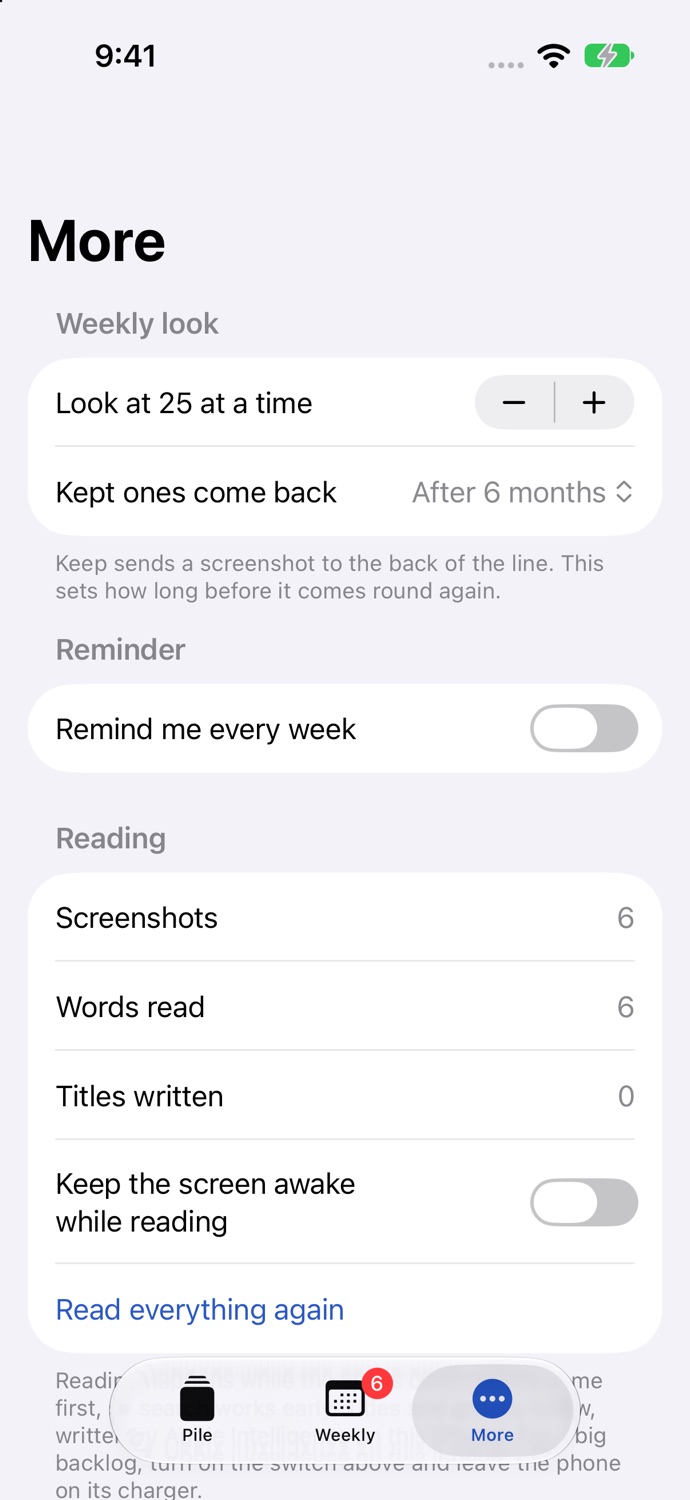 9:41
More
Weekly look
Look at 25 at a time
Kept ones come back
After 6 months
Keep sends a screenshot to the back of the line. This
sets how long before it comes round again.
Reminder
Remind me every week
Reading
Screenshots
6
Words read
6
Titles written
0
Keep the screen awake
while reading
Read everything again
first,
big
backlog, turn on the switch above and leave the phone
on its charger.
6
Pile
Weekly
More